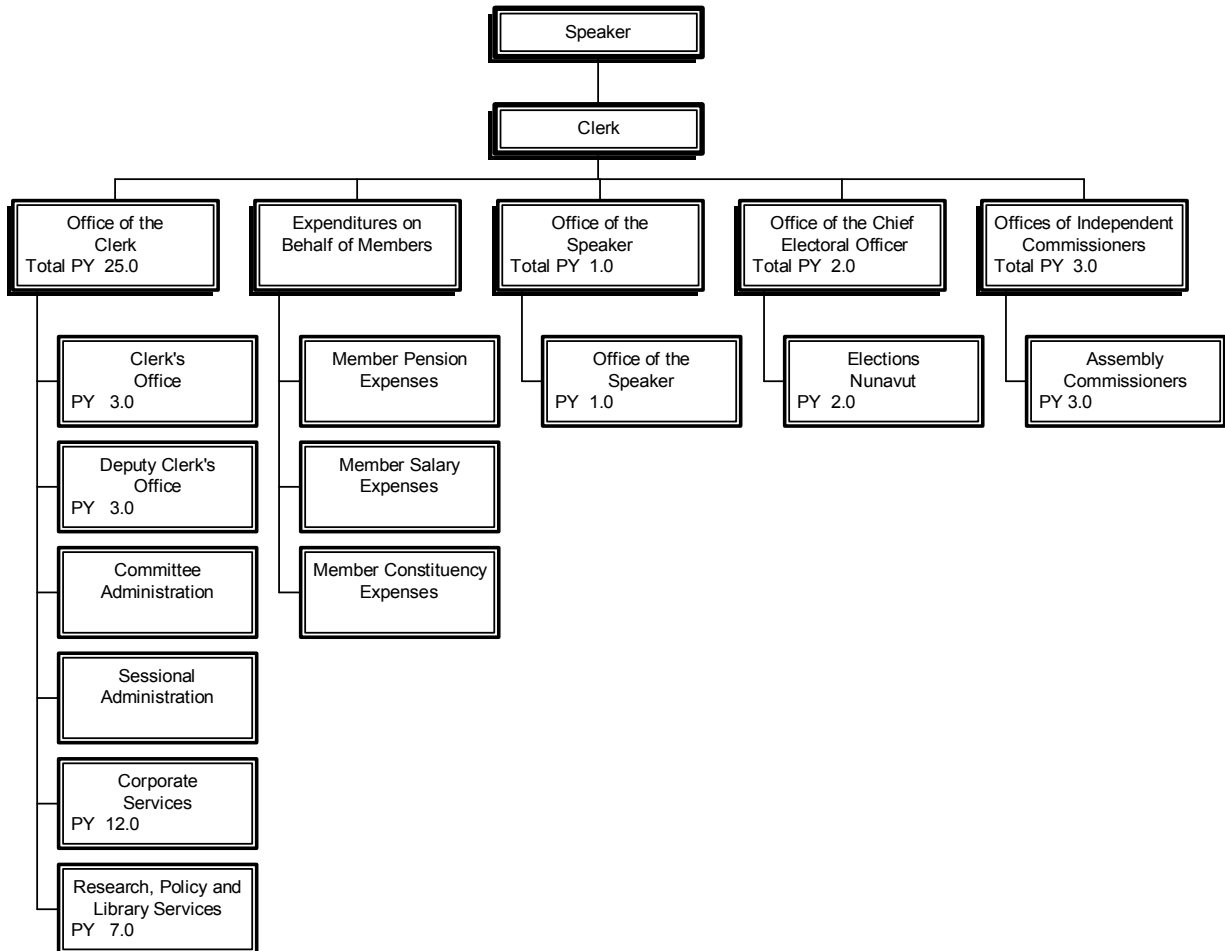 Speaker
Clerk
Office of the
Clerk
Total PY 25.0
Expenditures on
Behalf of Members
Office of the
Speaker
Total PY 1.0
Office of the Chief
Electoral Officer
Total PY 2.0
Offices of Independent
Commissioners
Total PY 3.0
Clerk's
Office
PY 3.0
Deputy Clerk's
Office
PY 3.0
Committee
Administration
Sessional
Administration
Corporate
Services
PY 12.0
Research, Policy and
Library Services
PY 7.0
Member Pension
Expenses
Member Salary
Expenses
Member Constituency
Expenses
Office of the
Speaker
PY 1.0
Elections
Nunavut
PY 2.0
Assembly
Commissioners
PY 3.0